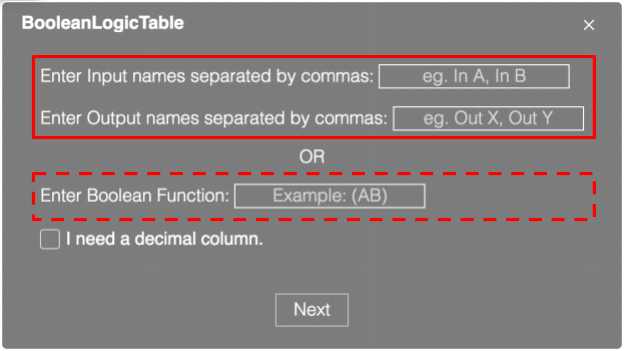 BooleanLogicTable ×
Enter Input names separated by commas: eg. In A, In B
Enter Output names separated by commas: eg. Out X, Out Y
OR
Enter Boolean Function: Example: (AB)
I need a decimal column.
Next